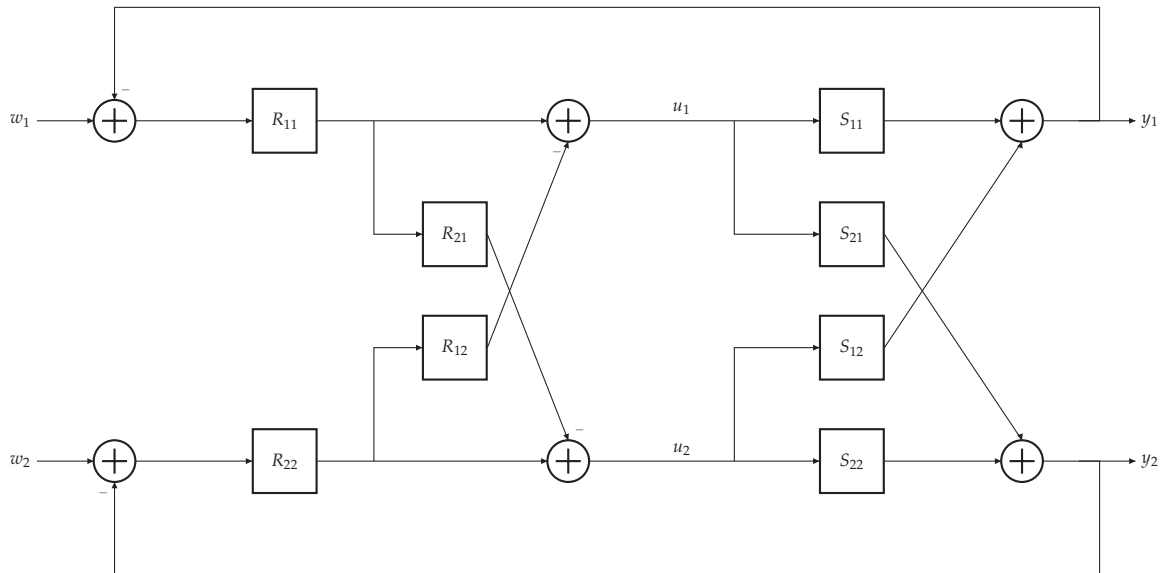 w₁
−
R₁₁
−
u₁
S₁₁
y₁
R₂₁
S₂₁
R₁₂
S₁₂
w₂
−
R₂₂
−
u₂
S₂₂
y₂